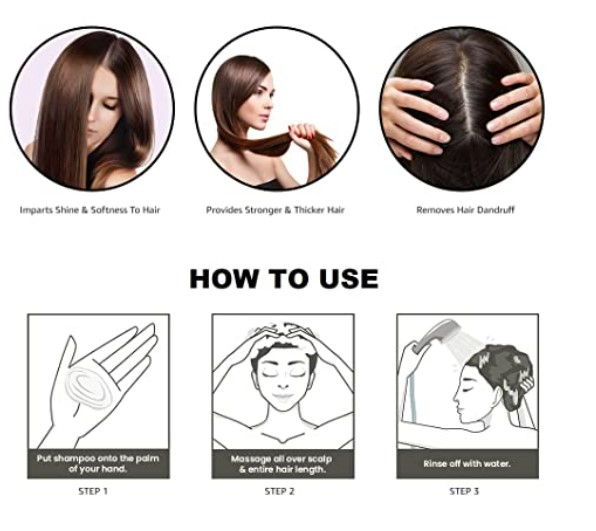 Imparts Shine & Softness To Hair
Provides Stronger & Thicker Hair
Removes Hair Dandruff
HOW TO USE
Put shampoo onto the palm
of your hand.
Massage all over scalp
& entire hair length.
Rinse off with water.
STEP 1
STEP 2
STEP 3